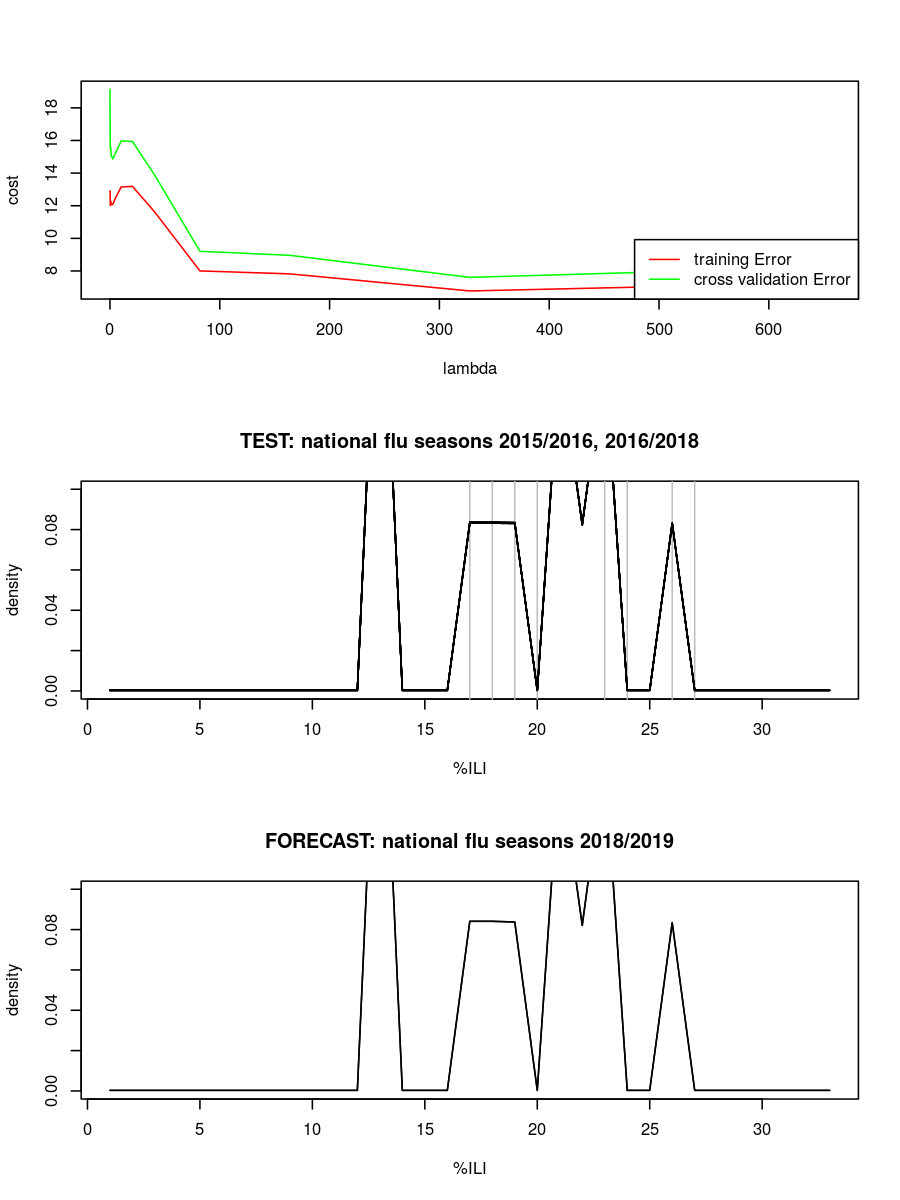 18
16
14
12
10
8
cost
training Error
cross validation Error
0 100 200 300 400 500 600
lambda
TEST: national flu seasons 2015/2016, 2016/2018
0.08
0.04
0.00
density
0 5 10 15 20 25 30
%ILI
FORECAST: national flu seasons 2018/2019
0.08
0.04
0.00
density
0 5 10 15 20 25 30
%ILI